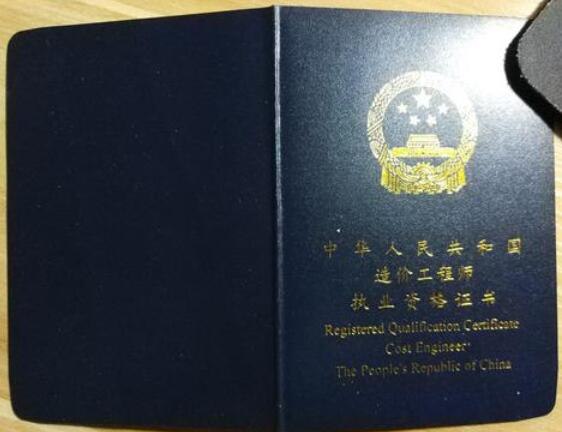 中华人民共和国
造价工程师
执业资格证书
Registered Qualification Certificate
Cost Engineer
The People's Republic of China